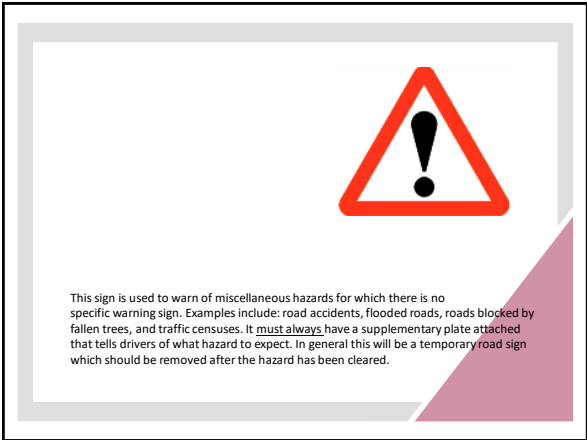 This sign is used to warn of miscellaneous hazards for which there is no
specific warning sign. Examples include: road accidents, flooded roads, roads blocked by
fallen trees, and traffic censuses. It must always have a supplementary plate attached
that tells drivers of what hazard to expect. In general this will be a temporary road sign
which should be removed after the hazard has been cleared.